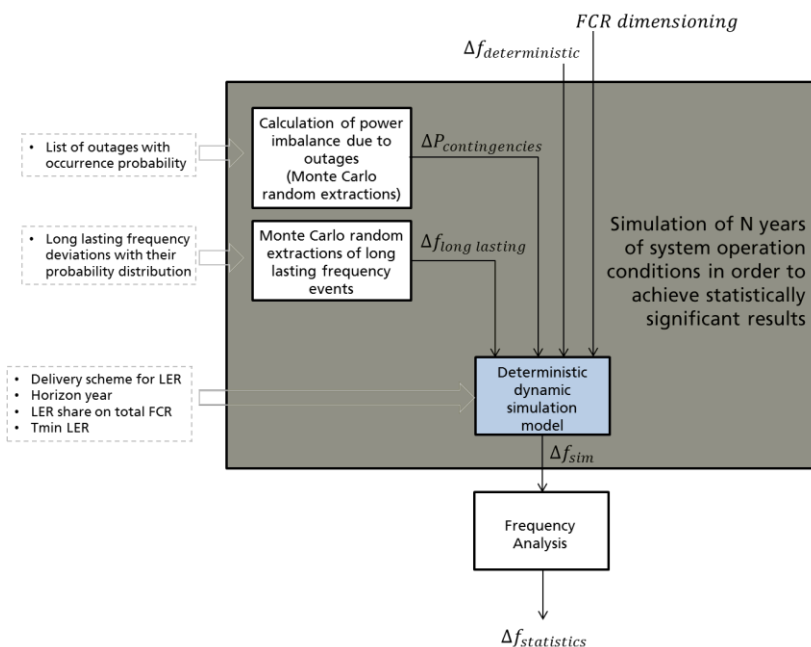 FCR dimensioning
Δf_deterministic
• List of outages with
occurrence probability
Calculation of power
imbalance due to
outages
(Monte Carlo
random extractions)
ΔP_contingencies
• Long lasting frequency
deviations with their
probability distribution
Monte Carlo random
extractions of long
lasting frequency
events
Δf_long lasting
Simulation of N years
of system operation
conditions in order to
achieve statistically
significant results
• Delivery scheme for LER
• Horizon year
• LER share on total FCR
• Tmin LER
Deterministic
dynamic
simulation
model
Δf_sim
Frequency
Analysis
Δf_statistics